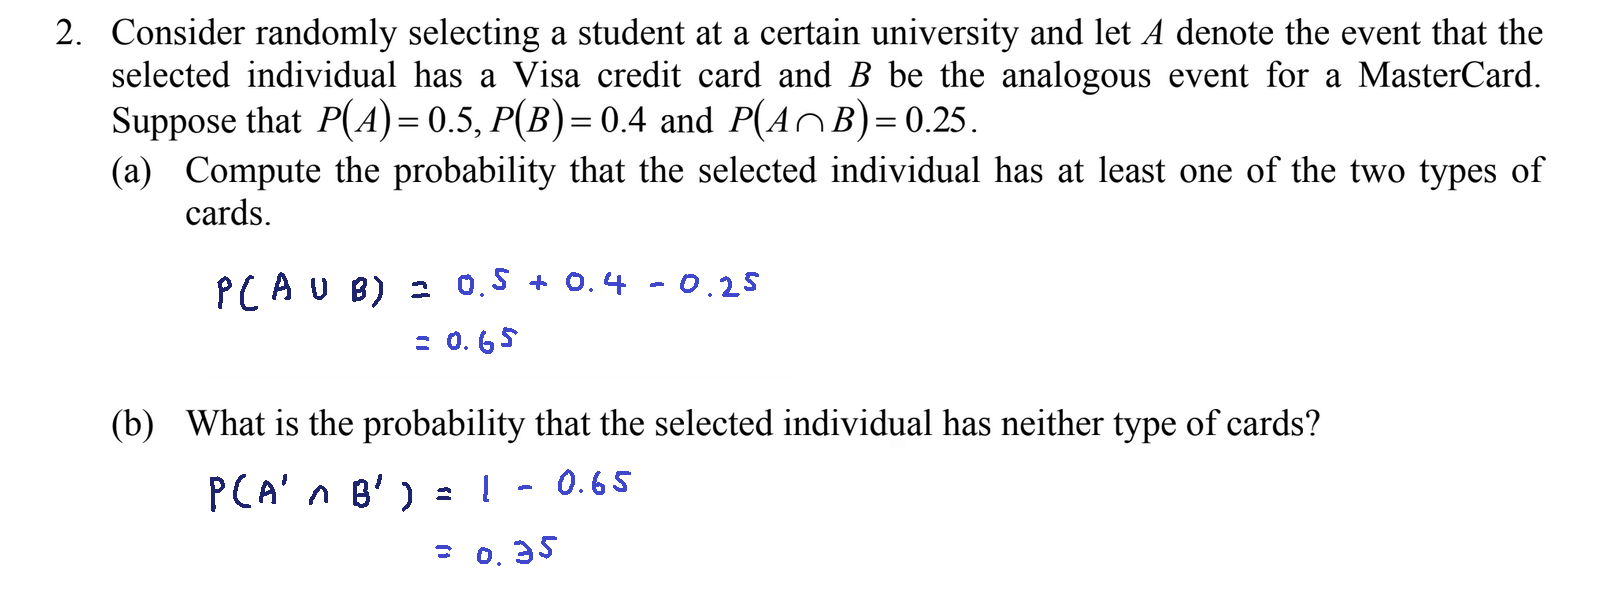 2. Consider randomly selecting a student at a certain university and let A denote the event that the
selected individual has a Visa credit card and B be the analogous event for a MasterCard.
Suppose that P(A) = 0.5, P(B) = 0.4 and P(A∩B) = 0.25.
(a) Compute the probability that the selected individual has at least one of the two types of
cards.
P(A ∪ B) = 0.5 + 0.4 - 0.25
= 0.65
(b) What is the probability that the selected individual has neither type of cards?
P(A' ∩ B') = 1 - 0.65
= 0.35